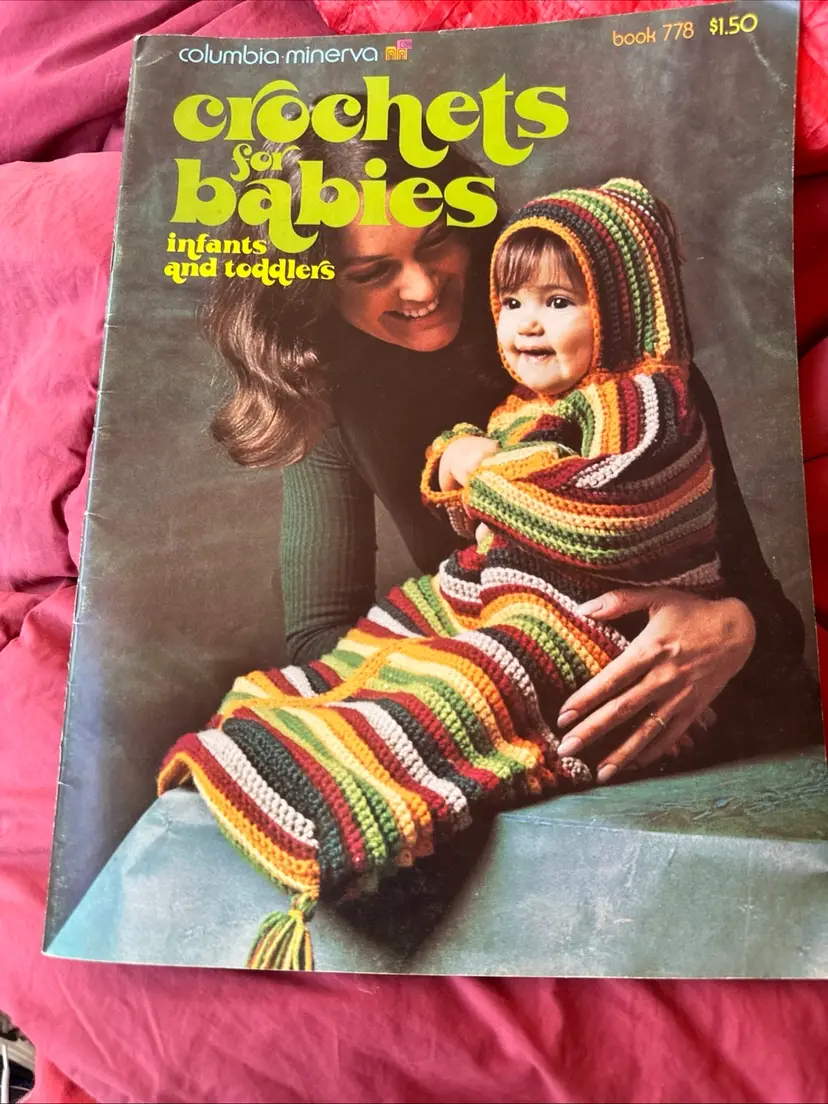 columbia·minerva
book 778 $1.50
crochets
for
babies
infants
and toddlers